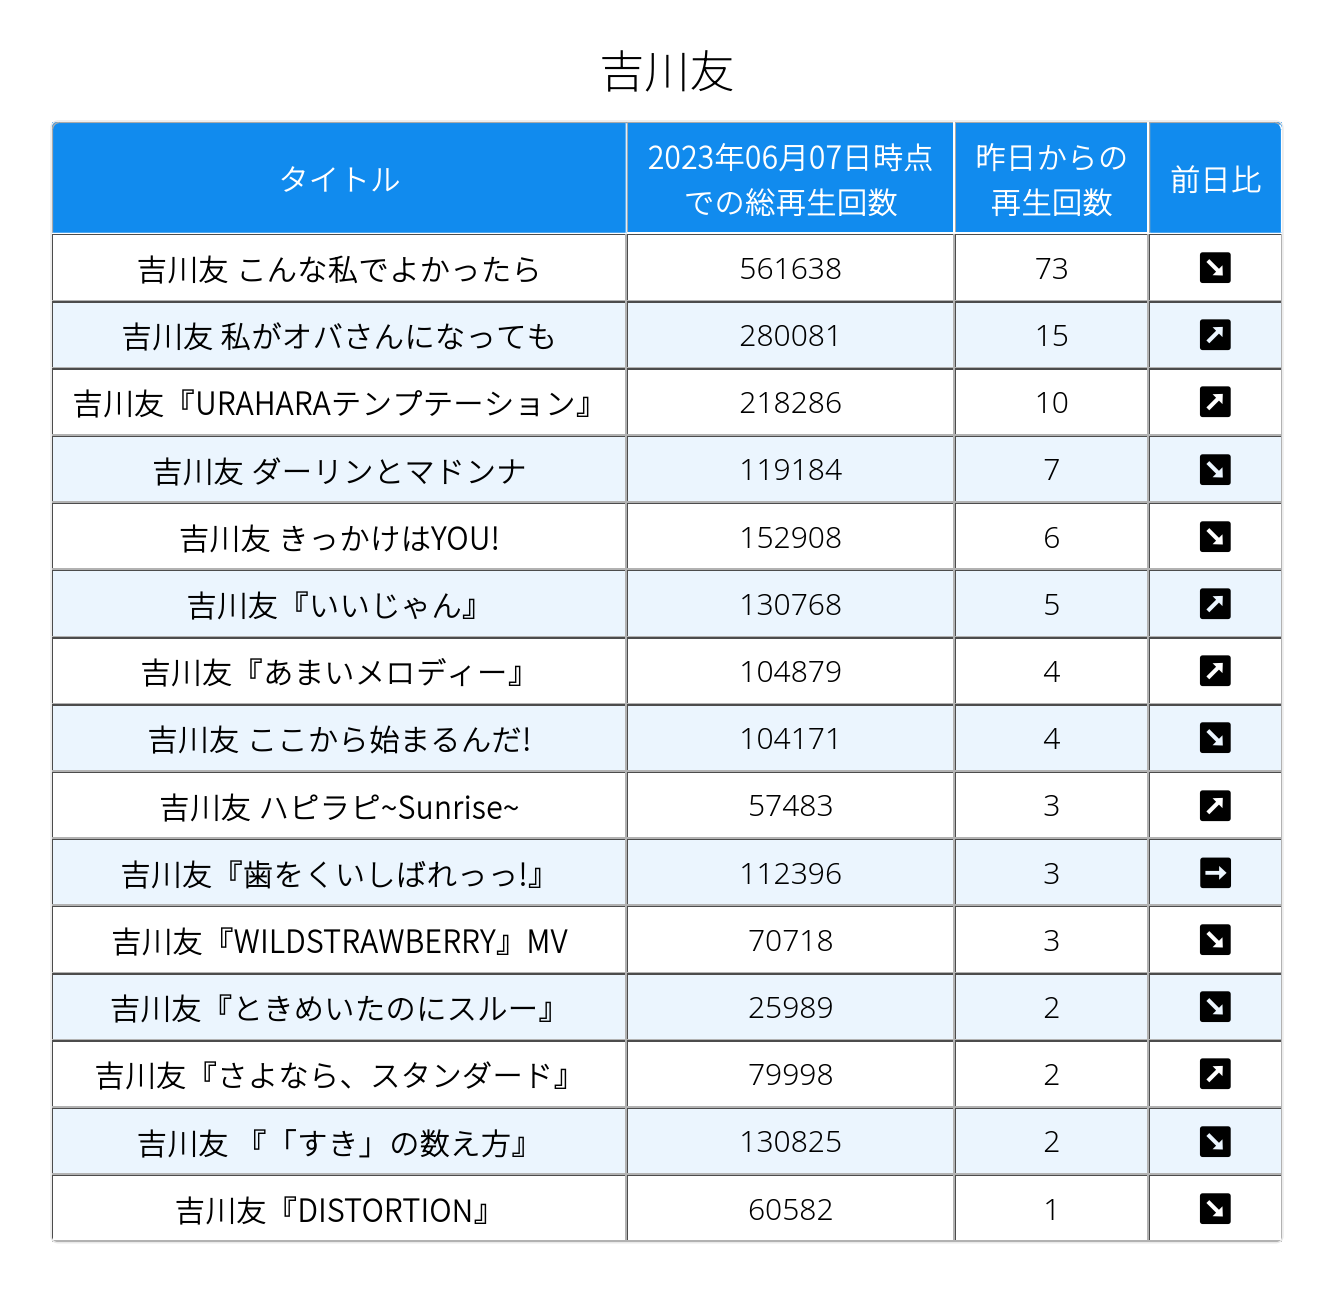 吉川友
タイトル
2023年06月07日時点
での総再生回数
昨日からの
再生回数
前日比
吉川友 こんな私でよかったら 561638 73 ↘
吉川友 私がオバさんになっても 280081 15 ↗
吉川友『URAHARAテンプテーション』 218286 10 ↗
吉川友 ダーリンとマドンナ 119184 7 ↘
吉川友 きっかけはYOU! 152908 6 ↘
吉川友『いいじゃん』 130768 5 ↗
吉川友『あまいメロディー』 104879 4 ↗
吉川友 ここから始まるんだ! 104171 4 ↘
吉川友 ハピラピ~Sunrise~ 57483 3 ↗
吉川友『歯をくいしばれっっ!』 112396 3 →
吉川友『WILDSTRAWBERRY』MV 70718 3 ↘
吉川友『ときめいたのにスルー』 25989 2 ↘
吉川友『さよなら、スタンダード』 79998 2 ↗
吉川友 『「すき」の数え方』 130825 2 ↘
吉川友『DISTORTION』 60582 1 ↘